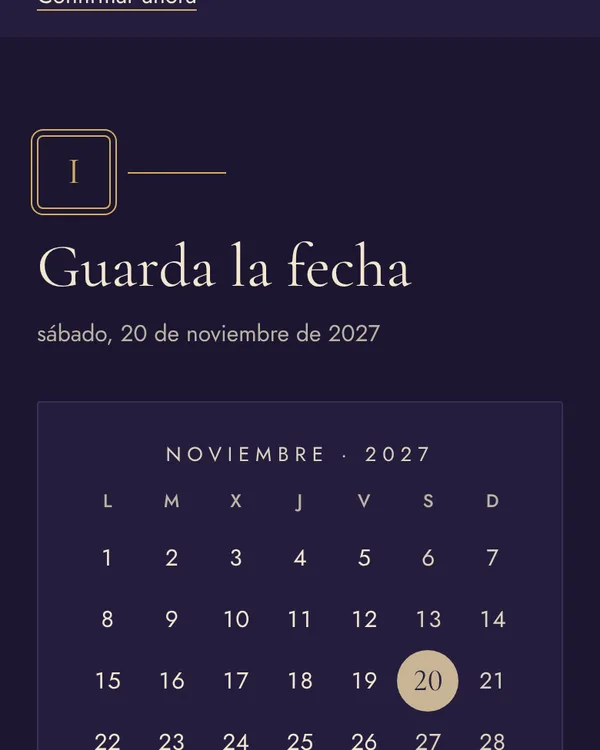 Confirmar ahora
I
Guarda la fecha
sábado, 20 de noviembre de 2027
NOVIEMBRE · 2027
L M X J V S D
1 2 3 4 5 6 7
8 9 10 11 12 13 14
15 16 17 18 19 20 21
22 23 24 25 26 27 28